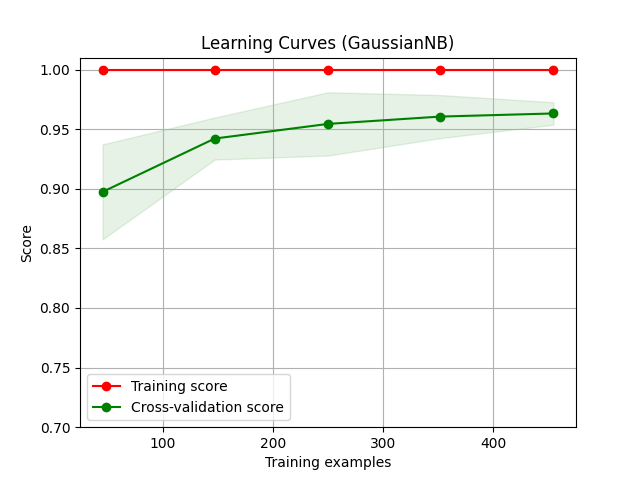 Learning Curves (GaussianNB)
1.00
0.95
0.90
0.85
0.80
0.75
0.70
Score
Training score
Cross-validation score
100
200
300
400
Training examples